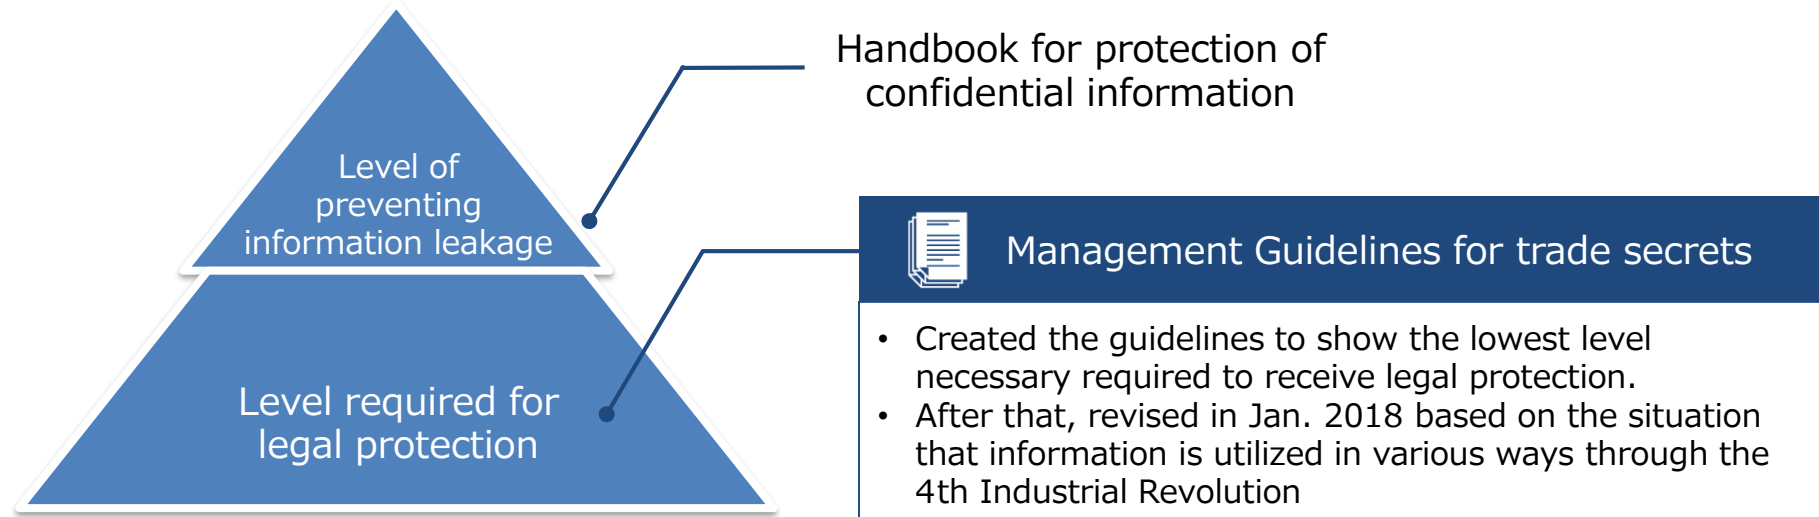 Handbook for protection of
confidential information
Level of
preventing
information leakage
Level required for
legal protection
Management Guidelines for trade secrets
• Created the guidelines to show the lowest level
necessary required to receive legal protection.
• After that, revised in Jan. 2018 based on the situation
that information is utilized in various ways through the
4th Industrial Revolution